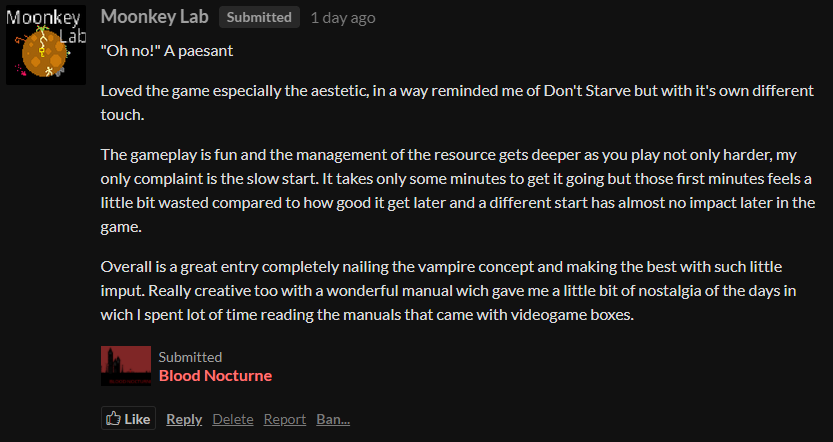 Moonkey
Lab
Moonkey Lab Submitted 1 day ago
"Oh no!" A paesant
Loved the game especially the aestetic, in a way reminded me of Don't Starve but with it's own different
touch.
The gameplay is fun and the management of the resource gets deeper as you play not only harder, my
only complaint is the slow start. It takes only some minutes to get it going but those first minutes feels a
little bit wasted compared to how good it get later and a different start has almost no impact later in the
game.
Overall is a great entry completely nailing the vampire concept and making the best with such little
imput. Really creative too with a wonderful manual wich gave me a little bit of nostalgia of the days in
wich I spent lot of time reading the manuals that came with videogame boxes.
Submitted
Blood Nocturne
Like Reply Delete Report Ban...